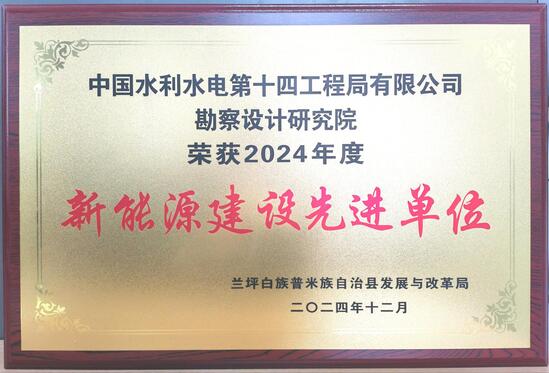 中国水利水电第十四工程局有限公司
勘察设计研究院
荣获2024年度
新能源建设先进单位
兰坪白族普米族自治县发展与改革局
二〇二四年十二月